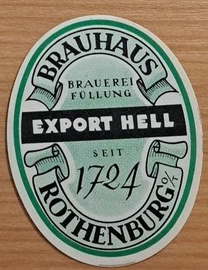 BRAUHAUS
BRAUEREI
FÜLLUNG
EXPORT HELL
SEIT
1724
ROTHENBURG o/T